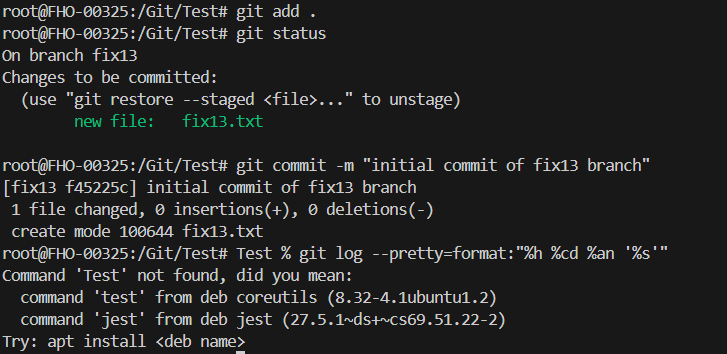 root@FHO-00325:/Git/Test# git add .
root@FHO-00325:/Git/Test# git status
On branch fix13
Changes to be committed:
  (use "git restore --staged <file>..." to unstage)
        new file:   fix13.txt

root@FHO-00325:/Git/Test# git commit -m "initial commit of fix13 branch"
[fix13 f45225c] initial commit of fix13 branch
 1 file changed, 0 insertions(+), 0 deletions(-)
 create mode 100644 fix13.txt
root@FHO-00325:/Git/Test# Test % git log --pretty=format:"%h %cd %an '%s'"
Command 'Test' not found, did you mean:
  command 'test' from deb coreutils (8.32-4.1ubuntu1.2)
  command 'jest' from deb jest (27.5.1~ds+~cs69.51.22-2)
Try: apt install <deb name>